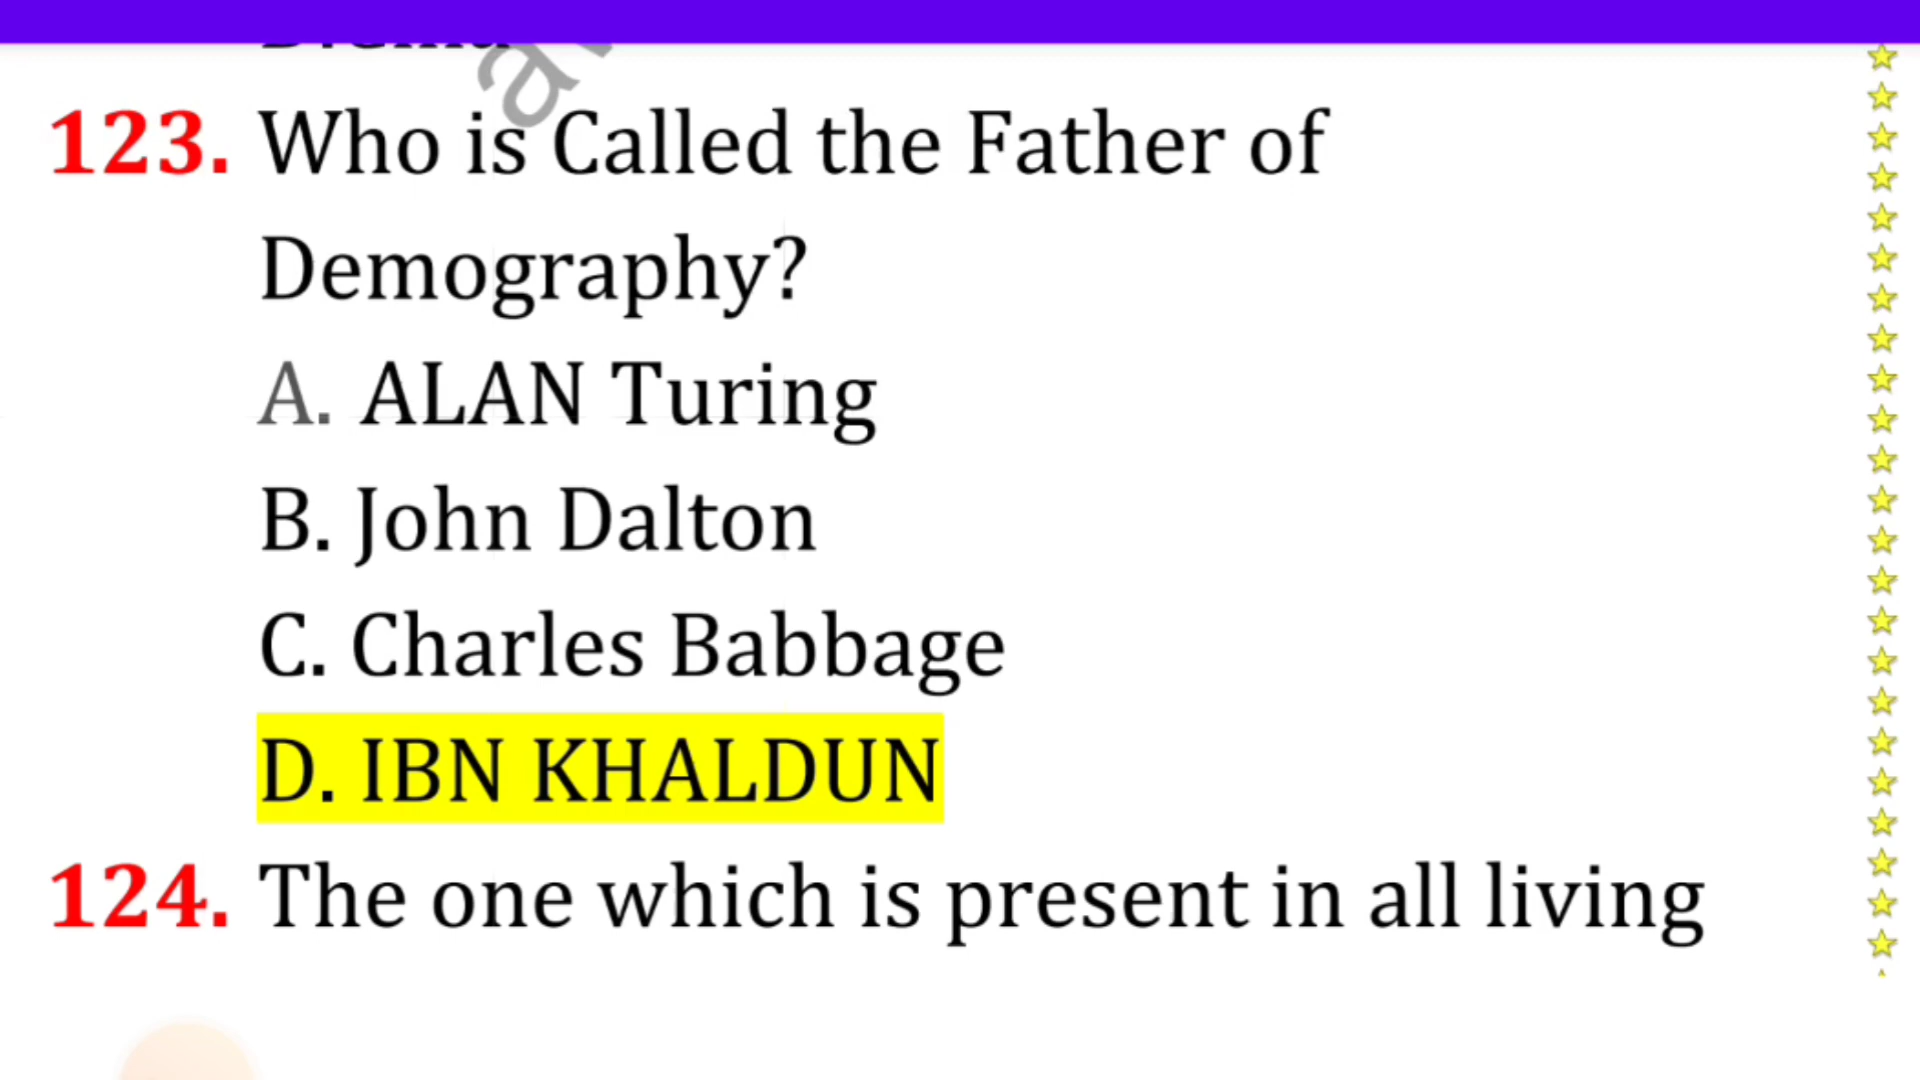 123. Who is Called the Father of
Demography?
A. ALAN Turing
B. John Dalton
C. Charles Babbage
D. IBN KHALDUN
124. The one which is present in all living